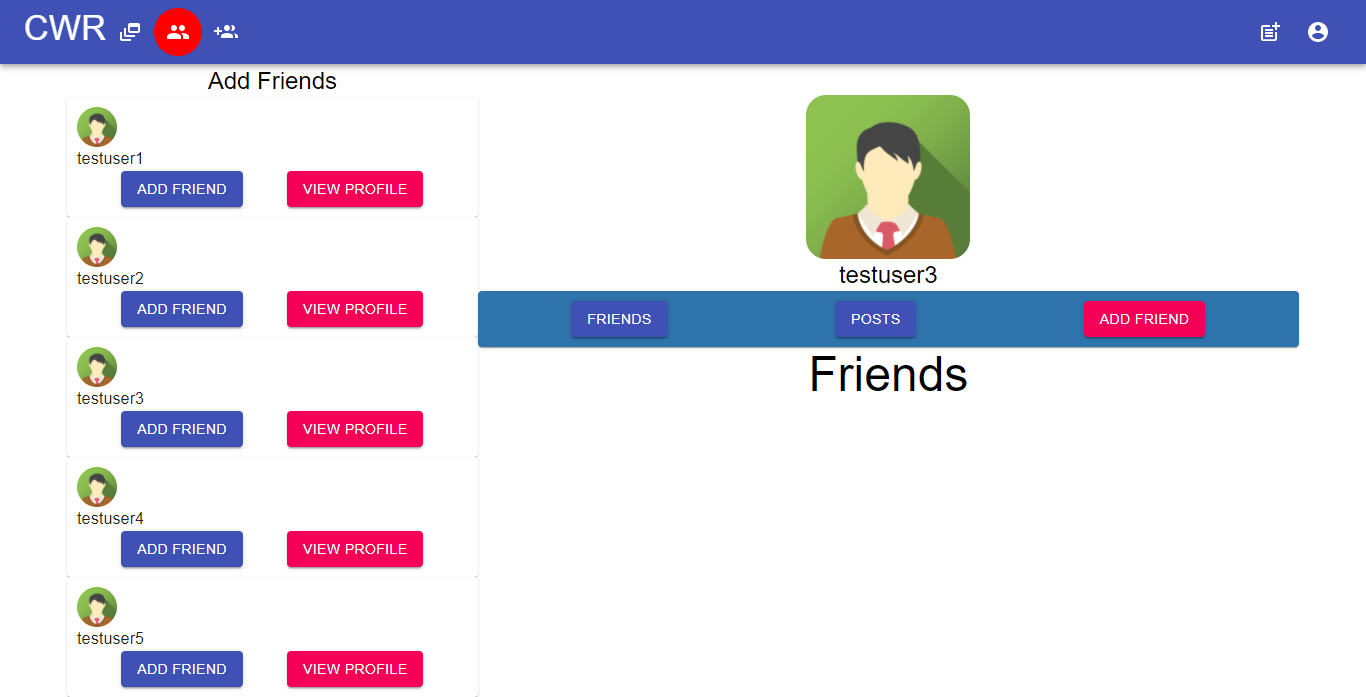 CWR
Add Friends
testuser1
ADD FRIEND VIEW PROFILE
testuser2
ADD FRIEND VIEW PROFILE
testuser3
ADD FRIEND VIEW PROFILE
testuser4
ADD FRIEND VIEW PROFILE
testuser5
ADD FRIEND VIEW PROFILE
testuser3
FRIENDS POSTS ADD FRIEND
Friends